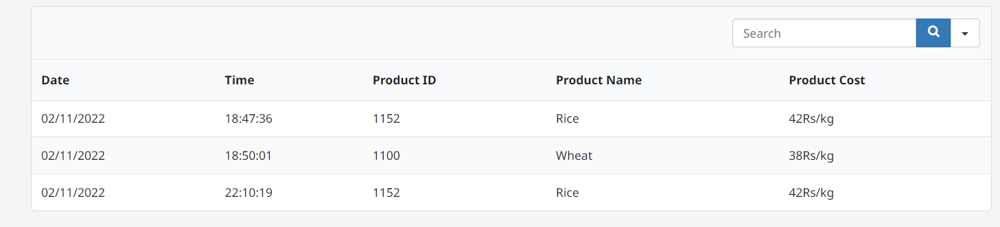 Search
Date Time Product ID Product Name Product Cost
02/11/2022 18:47:36 1152 Rice 42Rs/kg
02/11/2022 18:50:01 1100 Wheat 38Rs/kg
02/11/2022 22:10:19 1152 Rice 42Rs/kg